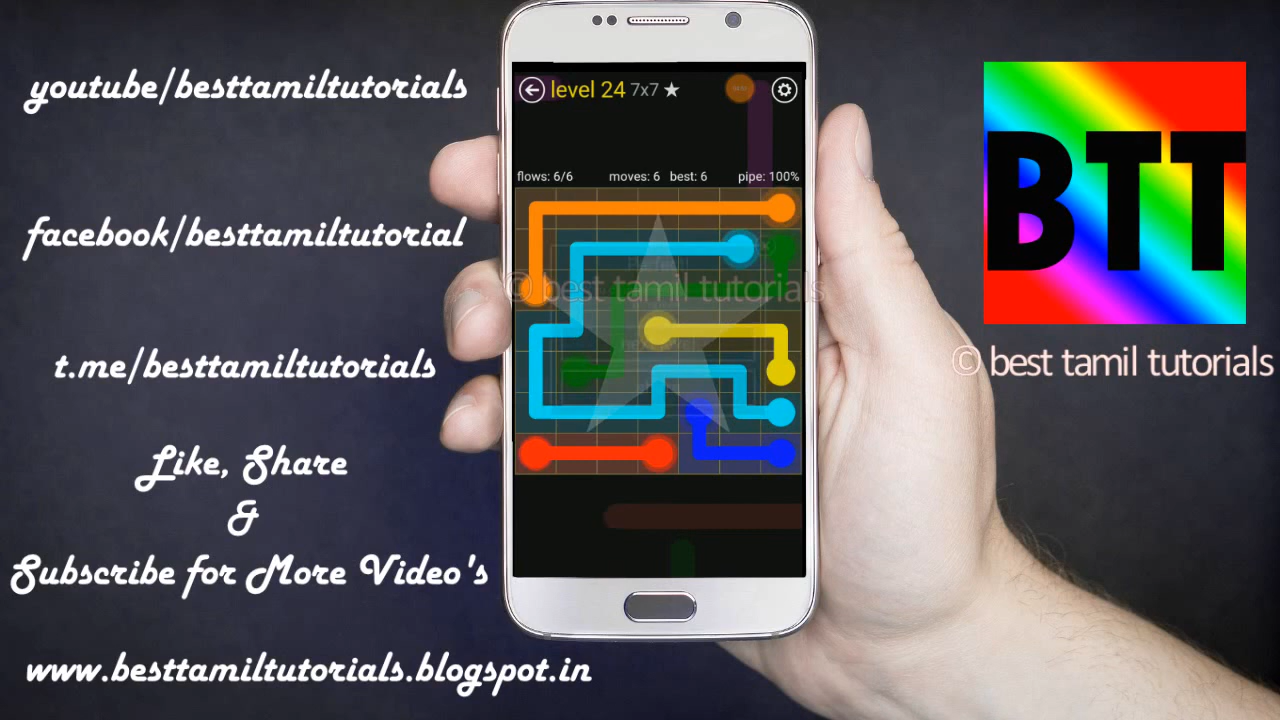 youtube/besttamiltutorials
facebook/besttamiltutorial
t.me/besttamiltutorials
Like, Share
&
Subscribe for More Video's
www.besttamiltutorials.blogspot.in
level 24 7x7 ★
flows: 6/6 moves: 6 best: 6 pipe: 100%
© best tamil tutorials
BTT
© best tamil tutorials